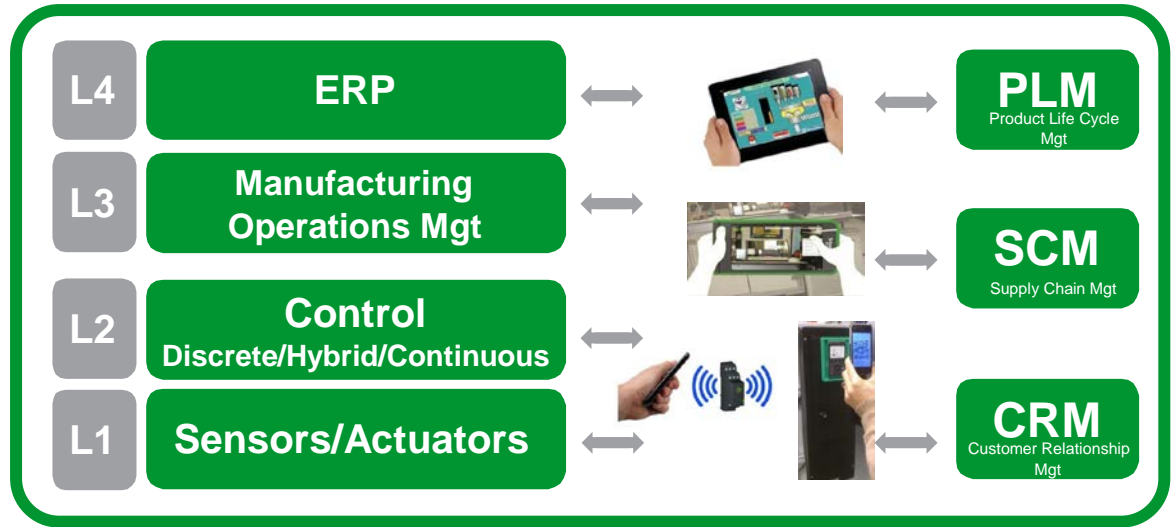 L4
ERP
PLM
Product Life Cycle
Mgt
L3
Manufacturing
Operations Mgt
SCM
Supply Chain Mgt
L2
Control
Discrete/Hybrid/Continuous
L1
Sensors/Actuators
CRM
Customer Relationship
Mgt